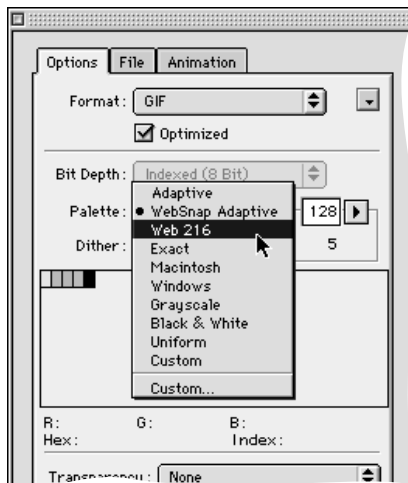 Options File Animation
Format: GIF
Optimized
Bit Depth: Indexed (8 Bit)
Adaptive
Palette: WebSnap Adaptive 128
Web 216
Dither: 5
Exact
Macintosh
Windows
Grayscale
Black & White
Uniform
Custom
Custom...
R: G: B:
Hex: Index:
Transparency: None